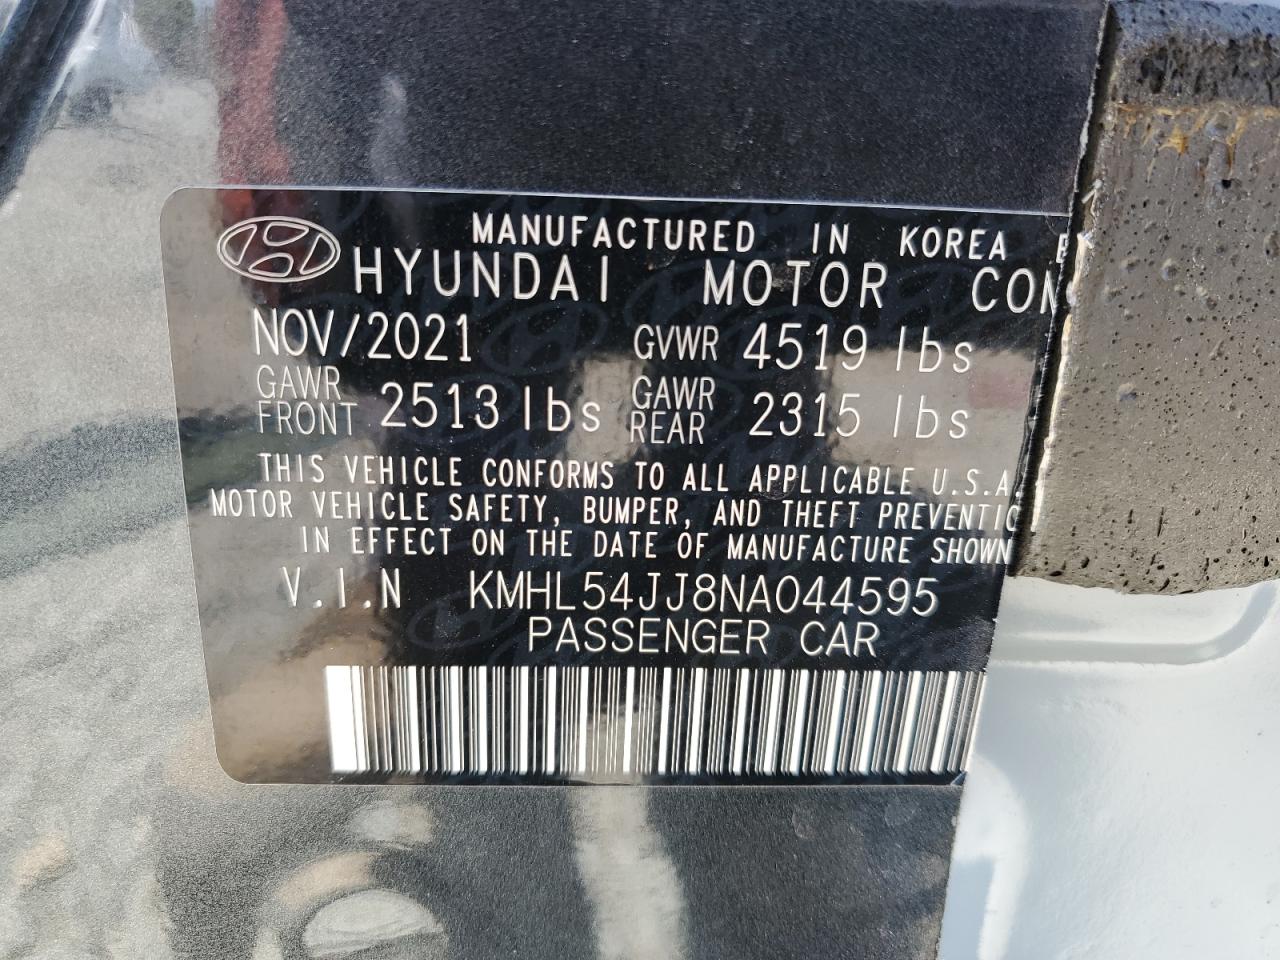 MANUFACTURED IN KOREA
HYUNDAI MOTOR
NOV/2021 GVWR 4519 lbs
GAWR FRONT 2513 lbs GAWR REAR 2315 lbs
THIS VEHICLE CONFORMS TO ALL APPLICABLE U.S.A.
MOTOR VEHICLE SAFETY, BUMPER, AND THEFT PREVENTIO
IN EFFECT ON THE DATE OF MANUFACTURE SHOWN
V.I.N KMHL54JJ8NA044595
PASSENGER CAR